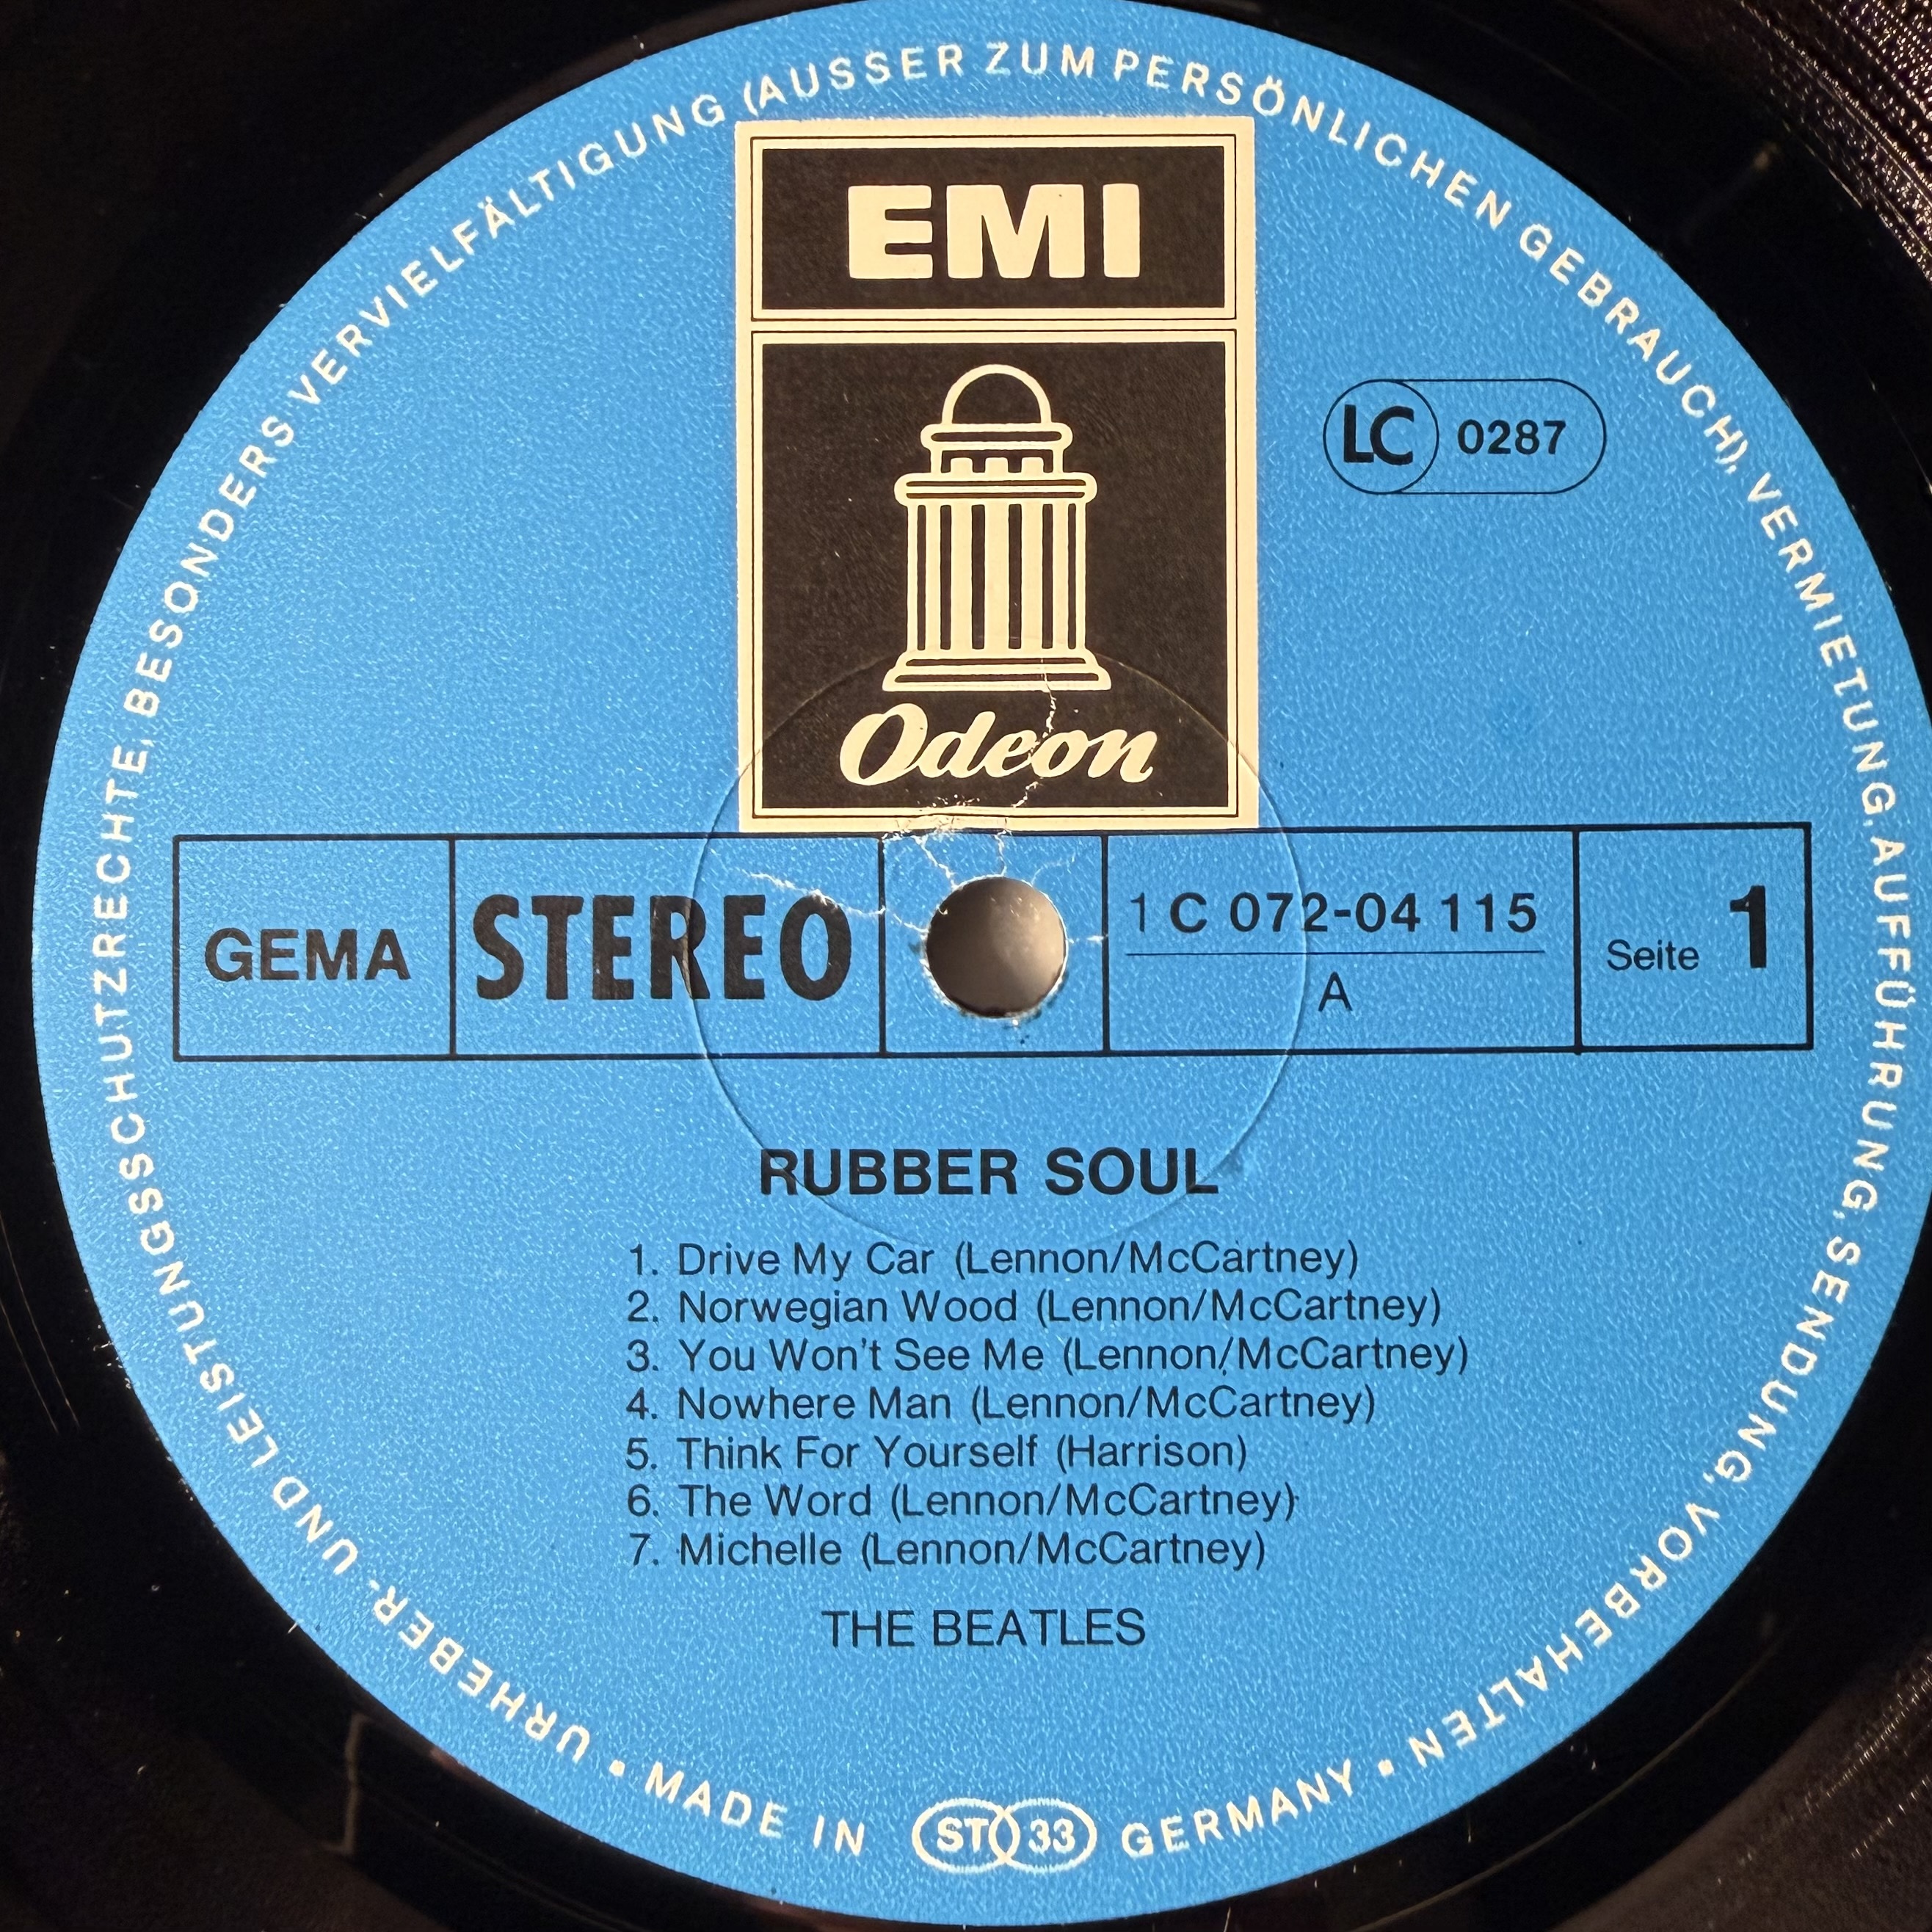 URHEBER- UND LEISTUNGSSCHUTZRECHTE, BESONDERS VERVIELFÄLTIGUNG (AUSSER ZUM PERSÖNLICHEN GEBRAUCH), VERMIETUNG. AUFFÜHRUNG, SENDUNG, VORBEHALTEN •
EMI
Odeon
LC 0287
GEMA
STEREO
1 C 072-04 115
A
Seite 1
RUBBER SOUL
1. Drive My Car (Lennon/McCartney)
2. Norwegian Wood (Lennon/McCartney)
3. You Won't See Me (Lennon/McCartney)
4. Nowhere Man (Lennon/McCartney)
5. Think For Yourself (Harrison)
6. The Word (Lennon/McCartney)
7. Michelle (Lennon/McCartney)
THE BEATLES
• MADE IN ST 33 GERMANY